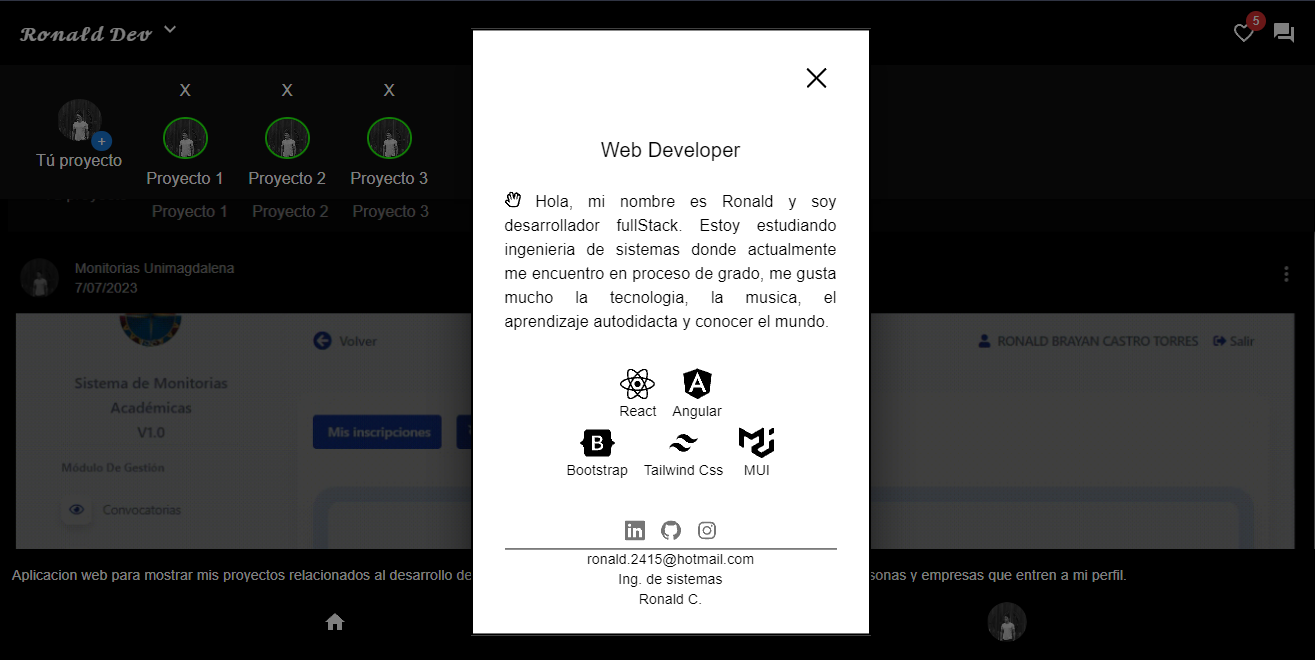 Ronald Dev
5
X X X
Tú proyecto
Proyecto 1 Proyecto 2 Proyecto 3
Proyecto 1 Proyecto 2 Proyecto 3
Monitorias Unimagdalena
7/07/2023
Volver
RONALD BRAYAN CASTRO TORRES Salir
Sistema de Monitorias
Académicas
V1.0
Mis inscripciones
Módulo De Gestión
Convocatorias
Aplicacion web para mostrar mis proyectos relacionados al desarrollo de
sonas y empresas que entren a mi perfil.
Web Developer
Hola, mi nombre es Ronald y soy
desarrollador fullStack. Estoy estudiando
ingenieria de sistemas donde actualmente
me encuentro en proceso de grado, me gusta
mucho la tecnologia, la musica, el
aprendizaje autodidacta y conocer el mundo.
React Angular
Bootstrap Tailwind Css MUI
ronald.2415@hotmail.com
Ing. de sistemas
Ronald C.